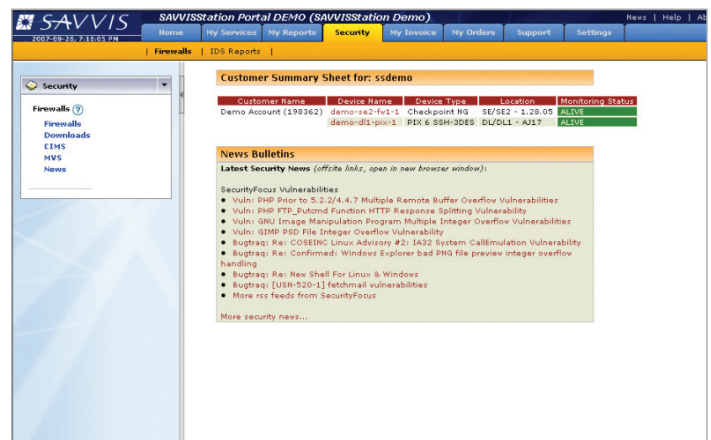 SAVVIS
2007-09-28, 7:16:05 PM
SAVVISStation Portal DEMO (SAVVISStation Demo)
News | Help | Ab
Home My Services My Reports Security My Invoice My Orders Support Settings
| Firewalls | IDS Reports |
Security
Firewalls (?)
Firewalls
Downloads
CIMS
MVS
News
Customer Summary Sheet for: ssdemo
Customer Name Device Name Device Type Location Monitoring Status
Demo Account (198362) demo-se2-fw1-1 Checkpoint NG SE/SE2 - 1.28.05 ALIVE
demo-dl1-pix-1 PIX 6 SSH-3DES DL/DL1 - AJ17 ALIVE
News Bulletins
Latest Security News (offsite links, open in new browser window):
SecurityFocus Vulnerabilities
• Vuln: PHP Prior to 5.2.2/4.4.7 Multiple Remote Buffer Overflow Vulnerabilities
• Vuln: PHP FTP_Putcmd Function HTTP Response Splitting Vulnerability
• Vuln: GNU Image Manipulation Program Multiple Integer Overflow Vulnerabilities
• Vuln: GIMP PSD File Integer Overflow Vulnerability
• Bugtraq: Re: COSEINC Linux Advisory #2: IA32 System CallEmulation Vulnerability
• Bugtraq: Re: Confirmed: Windows Explorer bad PNG file preview integer overflow
handling
• Bugtraq: Re: New Shell For Linux & Windows
• Bugtraq: [USN-520-1] fetchmail vulnerabilities
• More rss feeds from SecurityFocus
More security news...